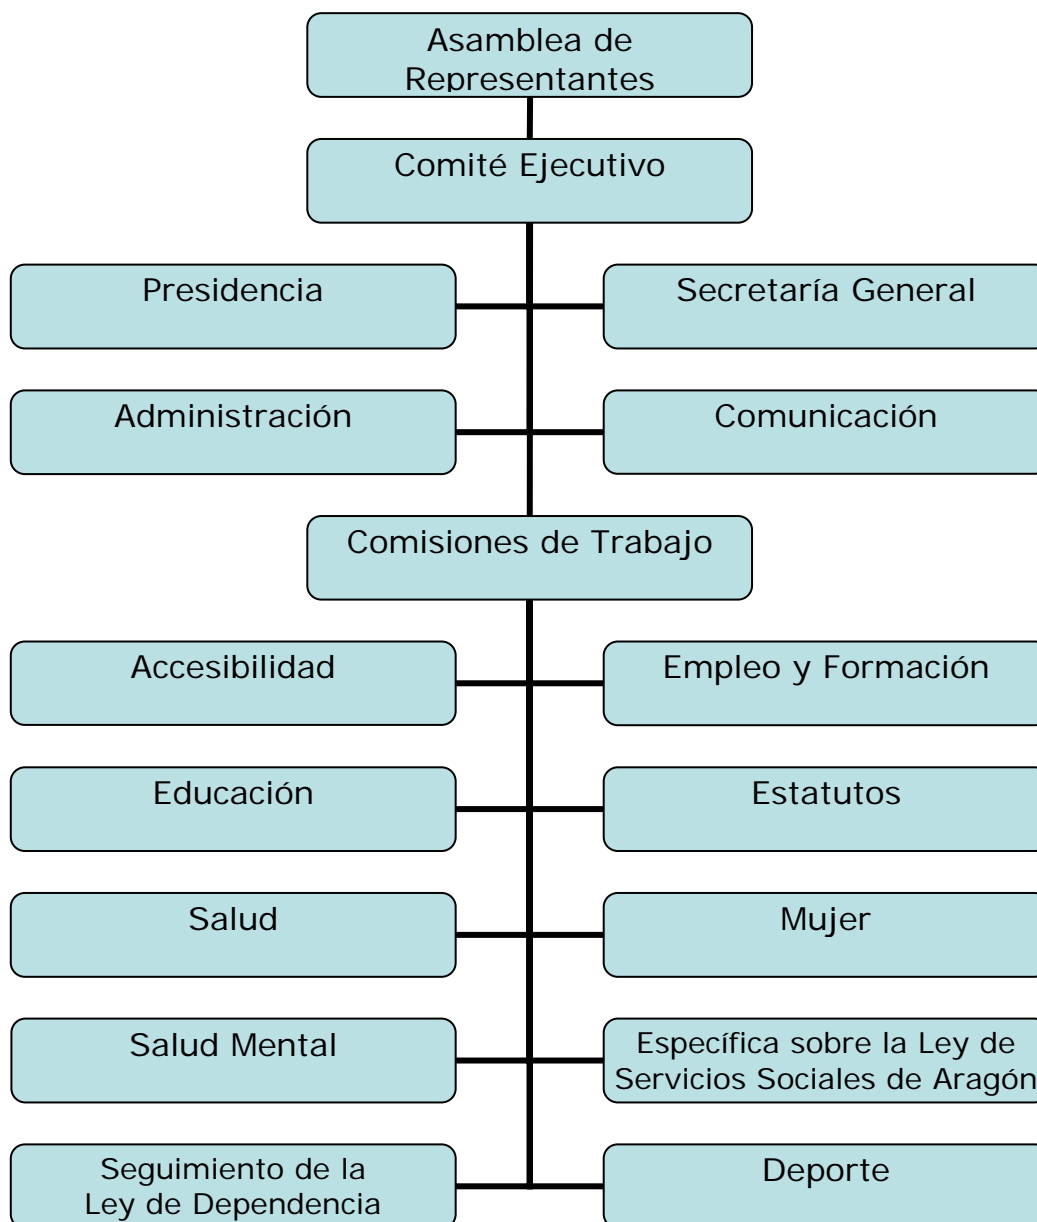 Asamblea de
Representantes
Comité Ejecutivo
Presidencia
Secretaría General
Administración
Comunicación
Comisiones de Trabajo
Accesibilidad
Empleo y Formación
Educación
Estatutos
Salud
Mujer
Salud Mental
Específica sobre la Ley de
Servicios Sociales de Aragón
Seguimiento de la
Ley de Dependencia
Deporte